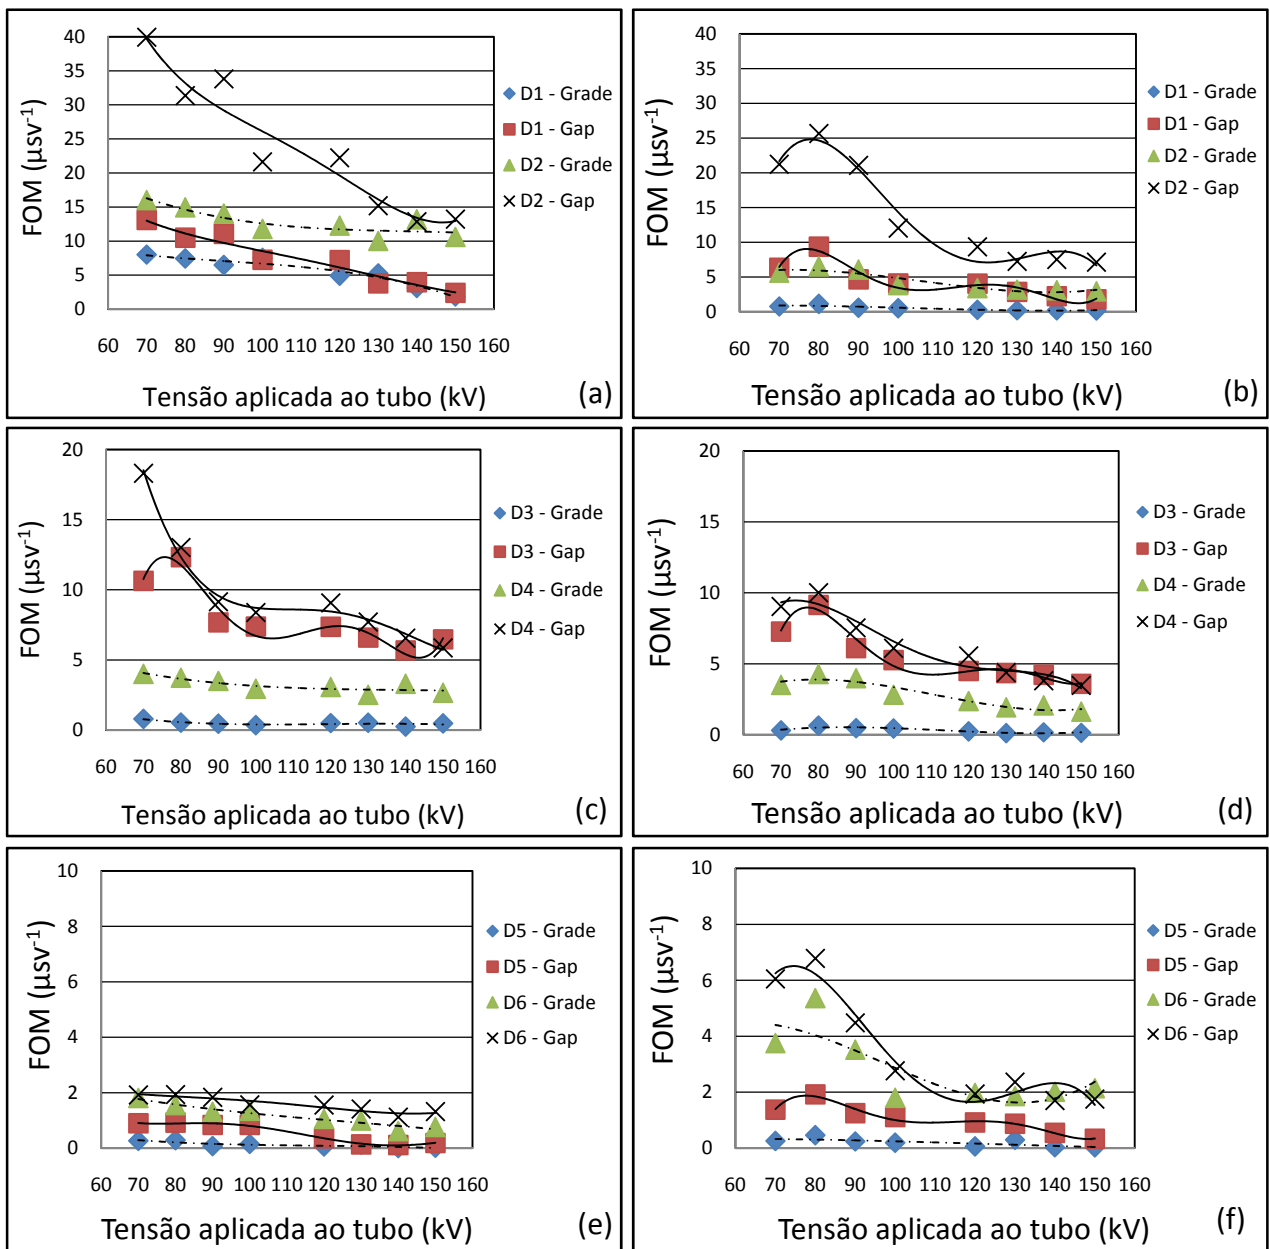 FOM (µsv⁻¹)
40
35
30
25
20
15
10
5
0
60 70 80 90 100 110 120 130 140 150 160
Tensão aplicada ao tubo (kV)
D1 - Grade
D1 - Gap
D2 - Grade
D2 - Gap
(a)
FOM (µsv⁻¹)
40
35
30
25
20
15
10
5
0
60 70 80 90 100 110 120 130 140 150 160
Tensão aplicada ao tubo (kV)
D1 - Grade
D1 - Gap
D2 - Grade
D2 - Gap
(b)
FOM (µsv⁻¹)
20
15
10
5
0
60 70 80 90 100 110 120 130 140 150 160
Tensão aplicada ao tubo (kV)
D3 - Grade
D3 - Gap
D4 - Grade
D4 - Gap
(c)
FOM (µsv⁻¹)
20
15
10
5
0
60 70 80 90 100 110 120 130 140 150 160
Tensão aplicada ao tubo (kV)
D3 - Grade
D3 - Gap
D4 - Grade
D4 - Gap
(d)
FOM (µsv⁻¹)
10
8
6
4
2
0
60 70 80 90 100 110 120 130 140 150 160
Tensão aplicada ao tubo (kV)
D5 - Grade
D5 - Gap
D6 - Grade
D6 - Gap
(e)
FOM (µsv⁻¹)
10
8
6
4
2
0
60 70 80 90 100 110 120 130 140 150 160
Tensão aplicada ao tubo (kV)
D5 - Grade
D5 - Gap
D6 - Grade
D6 - Gap
(f)